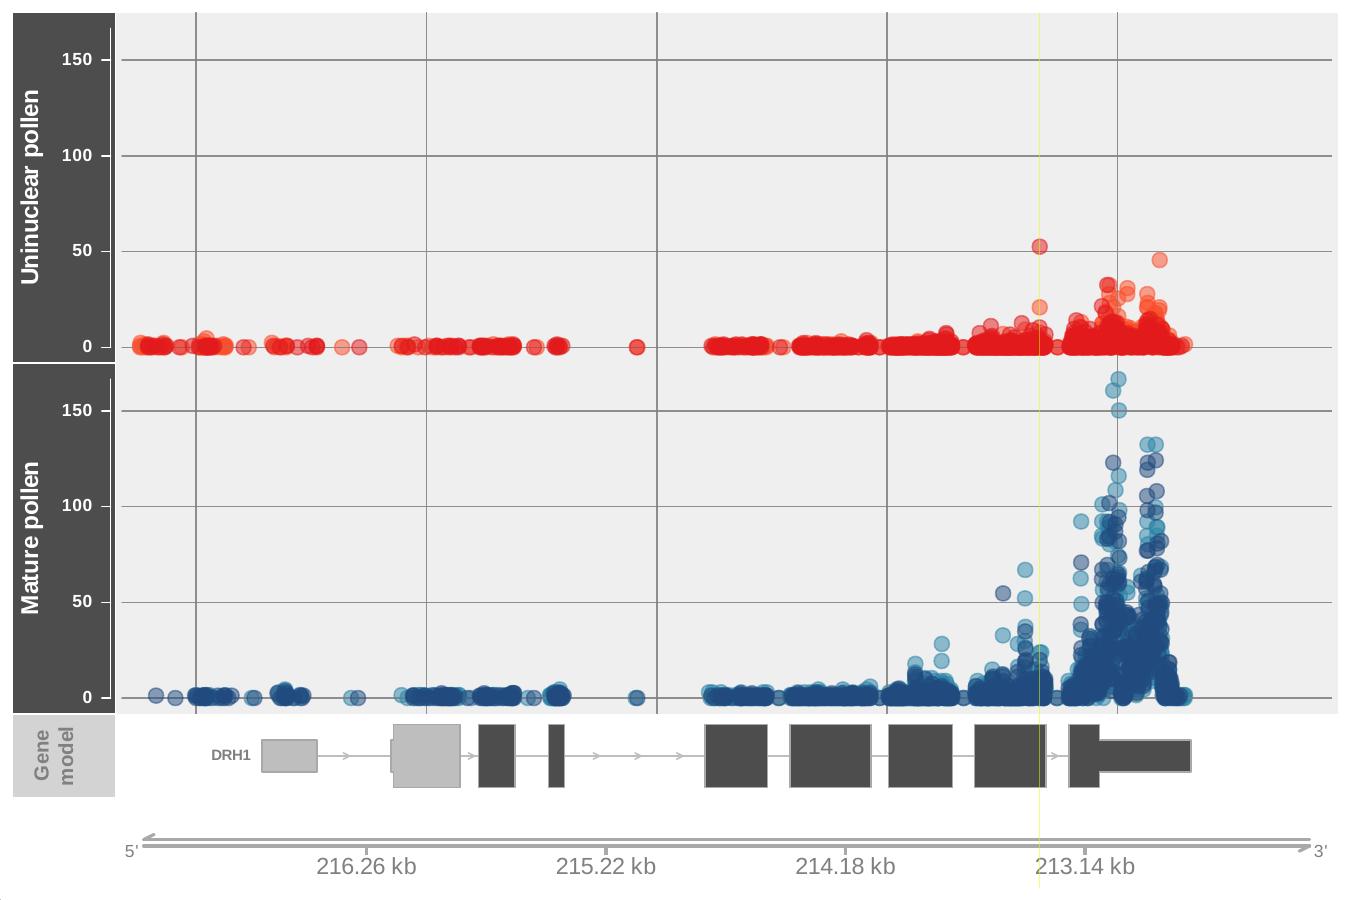 Uninuclear pollen
150
100
50
0
Mature pollen
150
100
50
0
Gene
model
DRH1
5'
3'
216.26 kb
215.22 kb
214.18 kb
213.14 kb